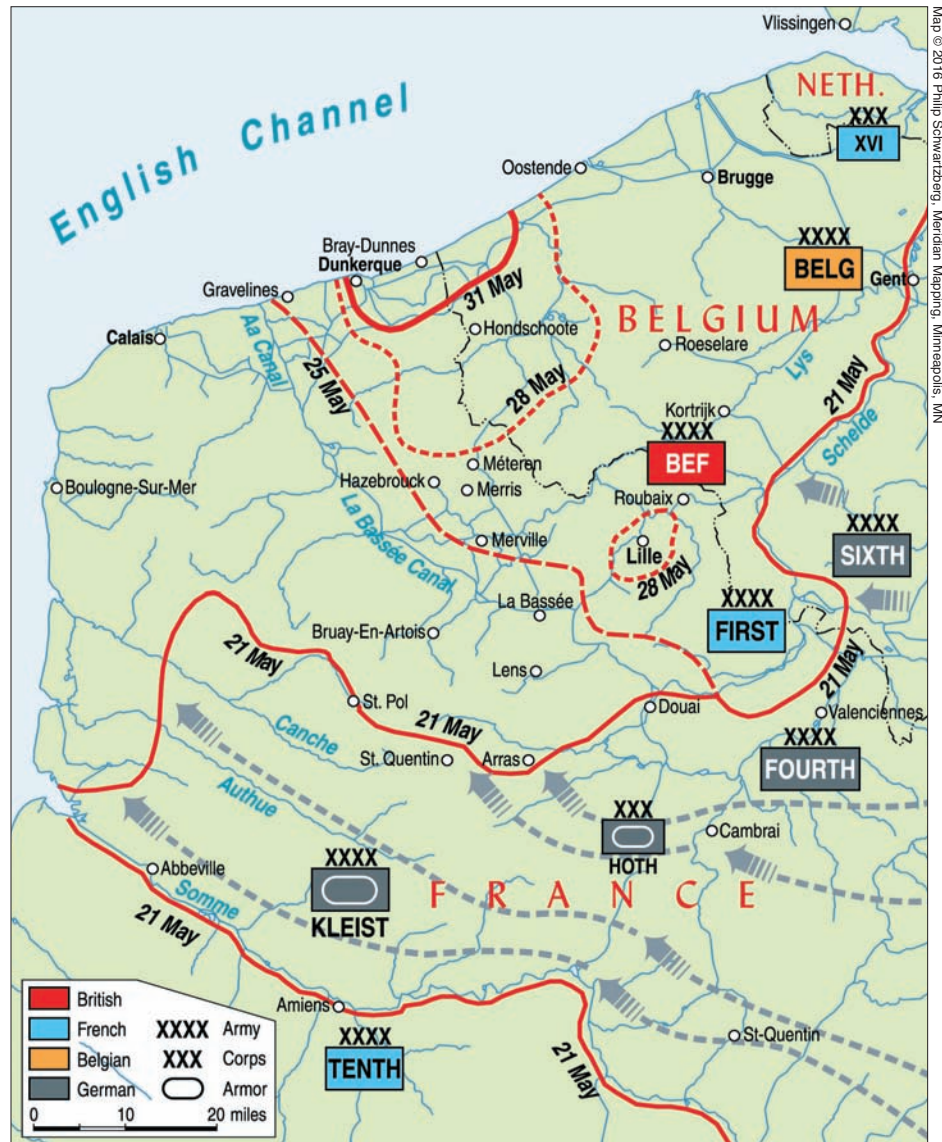 Map © 2016 Philip Schwartzberg, Meridian Mapping, Minneapolis, MN
Vlissingen
NETH.
XXX
XVI
English Channel
Oostende
Brugge
XXXX
BELG
Gent
Bray-Dunnes
Dunkerque
Gravelines
31 May
Calais
Aa Canal
Hondschoote
BELGIUM
Roeselare
Lys
25 May
28 May
21 May
Kortrijk
Schelde
XXXX
BEF
Méteren
Hazebrouck
Merris
Boulogne-Sur-Mer
Roubaix
La Bassée Canal
XXXX
SIXTH
Merville
Lille
28 May
La Bassée
XXXX
FIRST
Bruay-En-Artois
21 May
Lens
21 May
St. Pol
Douai
Valenciennes
21 May
Canche
St. Quentin
Arras
XXXX
FOURTH
Authue
XXX
HOTH
Cambrai
Abbeville
XXXX
KLEIST
FRANCE
Somme
21 May
Amiens
XXXX
TENTH
St-Quentin
21 May
British
French
XXXX Army
Belgian
XXX Corps
German
Armor
0 10 20 miles